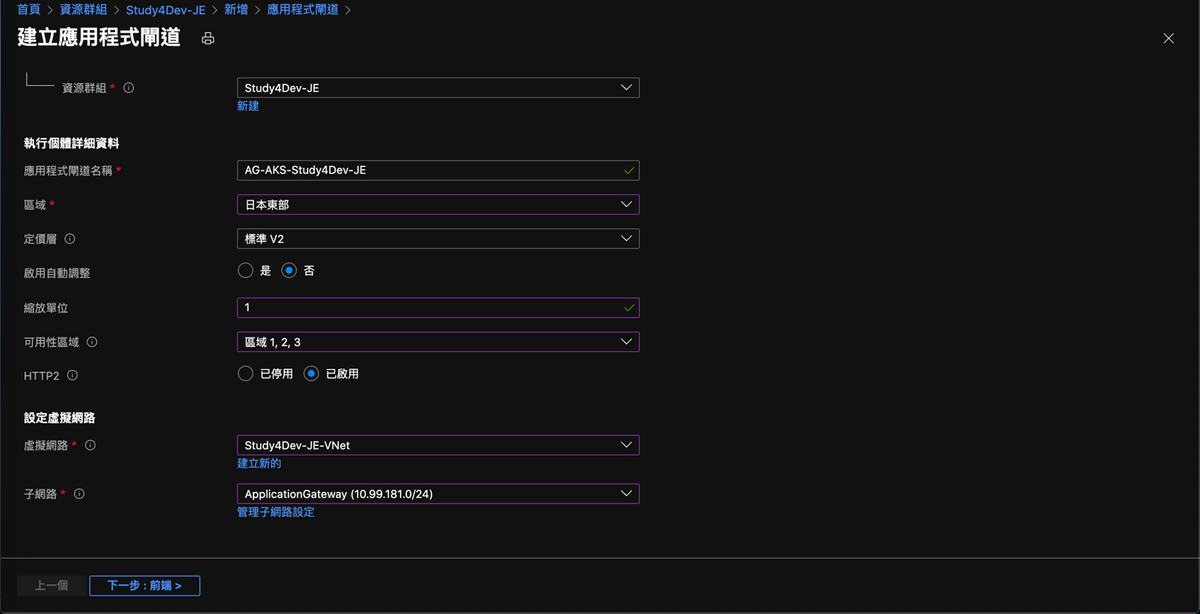 首頁 > 資源群組 > Study4Dev-JE > 新增 > 應用程式閘道 >
建立應用程式閘道
資源群組 * Study4Dev-JE
新建
執行個體詳細資料
應用程式閘道名稱 * AG-AKS-Study4Dev-JE
區域 * 日本東部
定價層 標準 V2
啟用自動調整 是 否
縮放單位 1
可用性區域 區域 1, 2, 3
HTTP2 已停用 已啟用
設定虛擬網路
虛擬網路 * Study4Dev-JE-VNet
建立新的
子網路 * ApplicationGateway (10.99.181.0/24)
管理子網路設定
上一個 下一步 : 前端 >